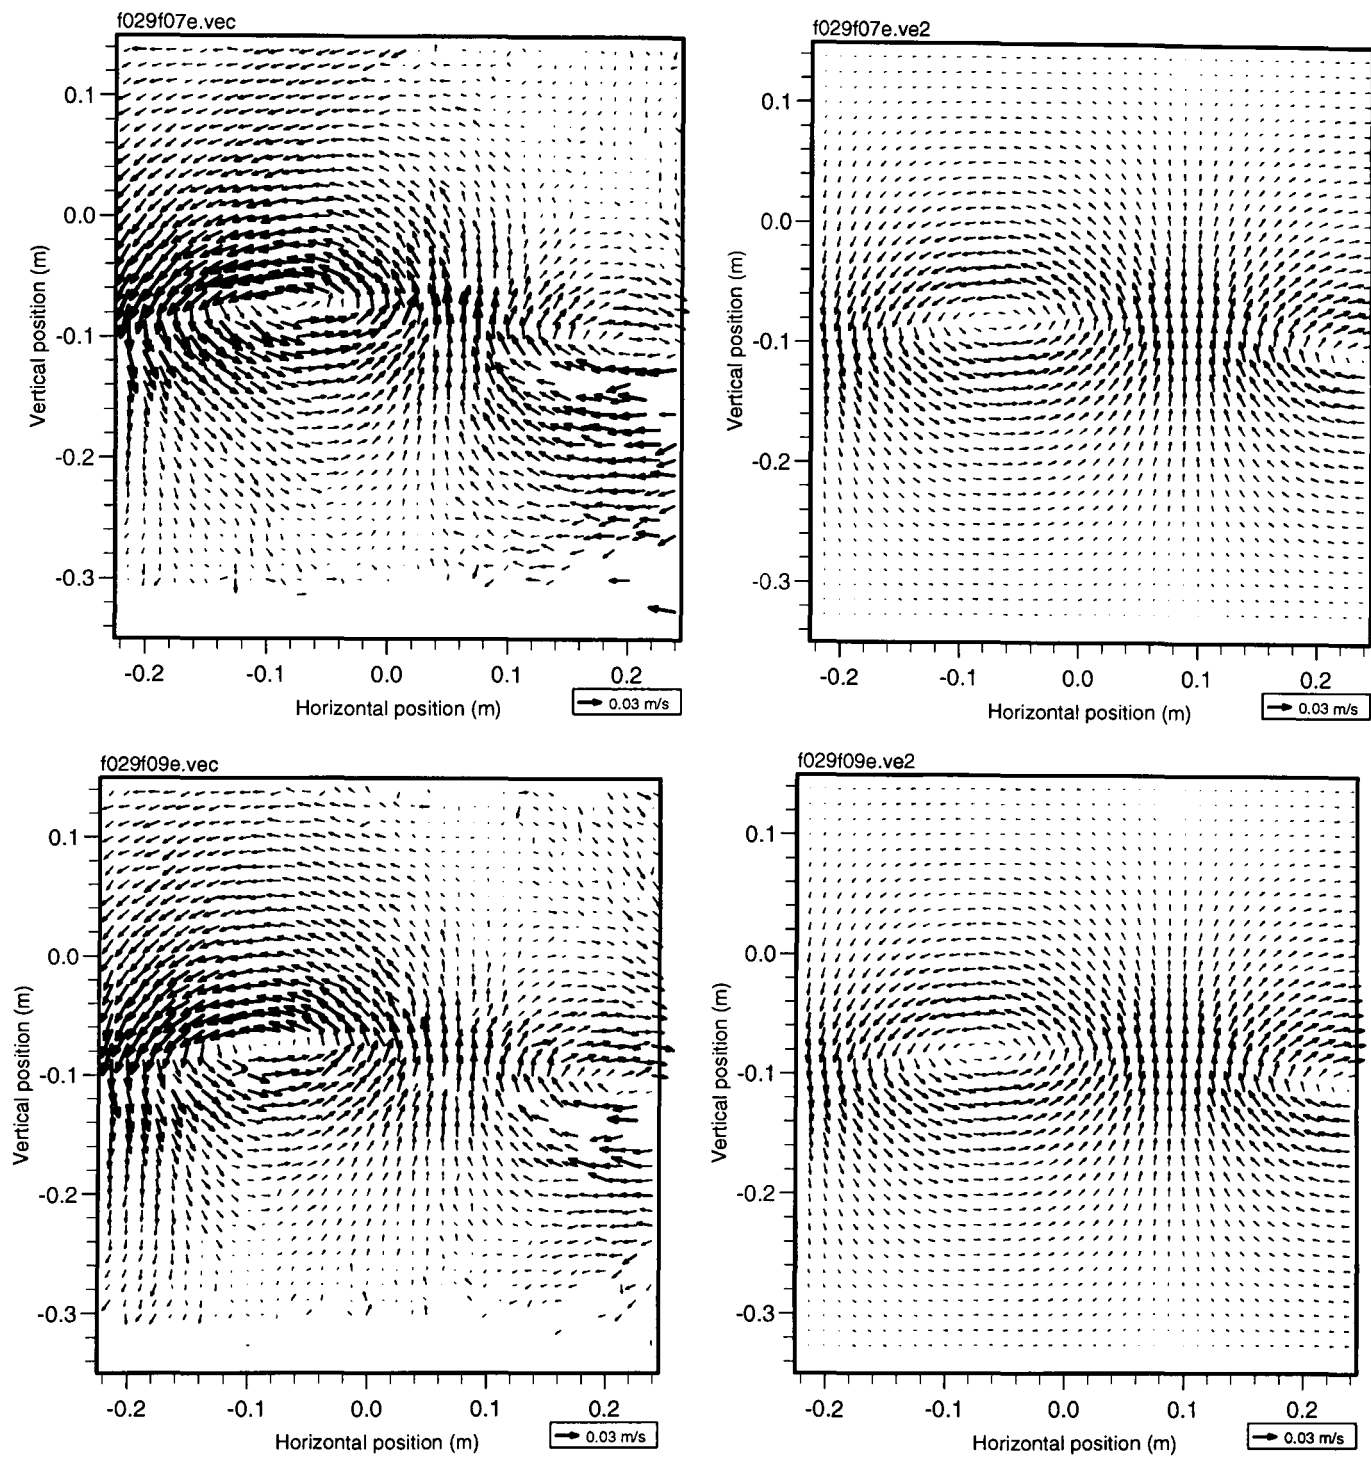 f029f07e.vec
0.1
0.0
-0.1
-0.2
-0.3
Vertical position (m)
-0.2 -0.1 0.0 0.1 0.2
Horizontal position (m)
0.03 m/s
f029f07e.ve2
0.1
0.0
-0.1
-0.2
-0.3
Vertical position (m)
-0.2 -0.1 0.0 0.1 0.2
Horizontal position (m)
0.03 m/s
f029f09e.vec
0.1
0.0
-0.1
-0.2
-0.3
Vertical position (m)
-0.2 -0.1 0.0 0.1 0.2
Horizontal position (m)
0.03 m/s
f029f09e.ve2
0.1
0.0
-0.1
-0.2
-0.3
Vertical position (m)
-0.2 -0.1 0.0 0.1 0.2
Horizontal position (m)
0.03 m/s